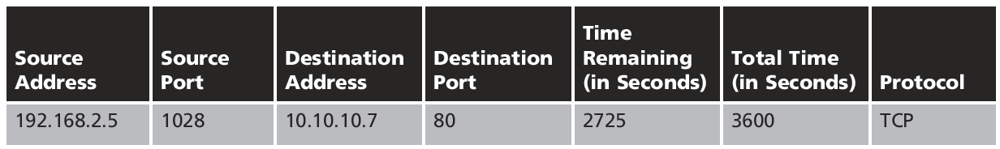 Source Address
Source Port
Destination Address
Destination Port
Time Remaining (in Seconds)
Total Time (in Seconds)
Protocol
192.168.2.5
1028
10.10.10.7
80
2725
3600
TCP